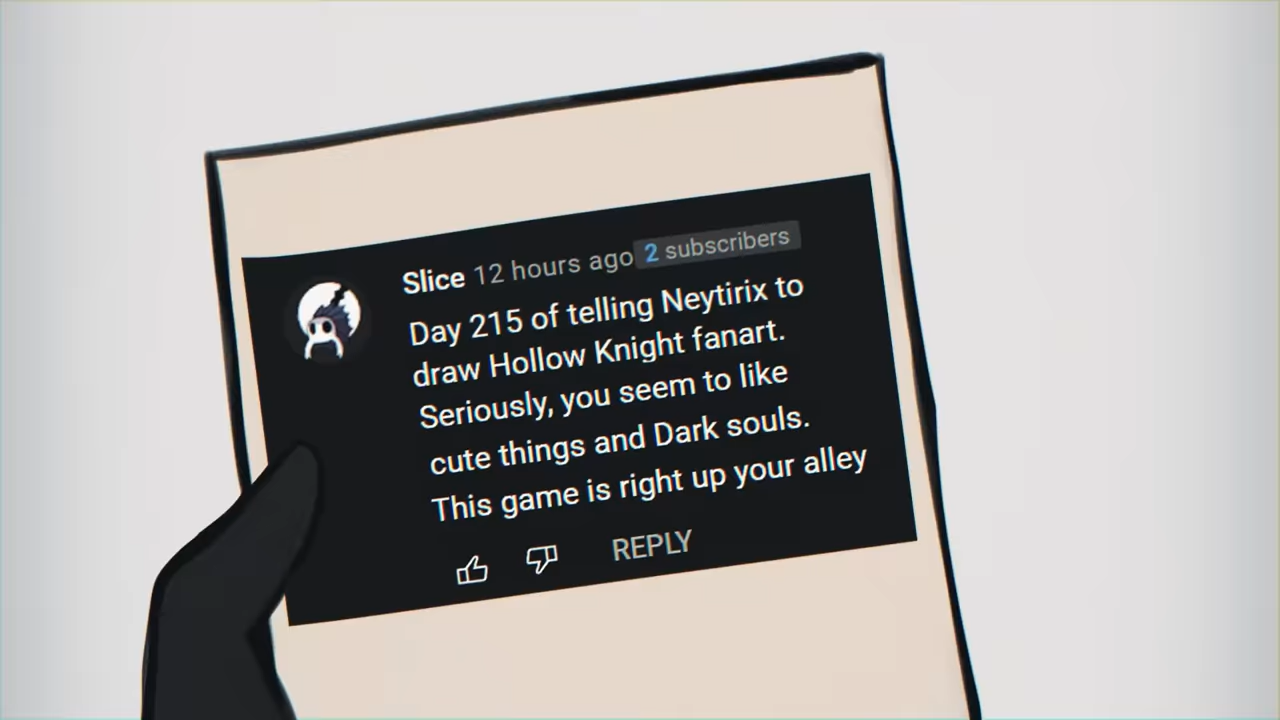 Slice 12 hours ago 2 subscribers
Day 215 of telling Neytirix to
draw Hollow Knight fanart.
Seriously, you seem to like
cute things and Dark souls.
This game is right up your alley
REPLY